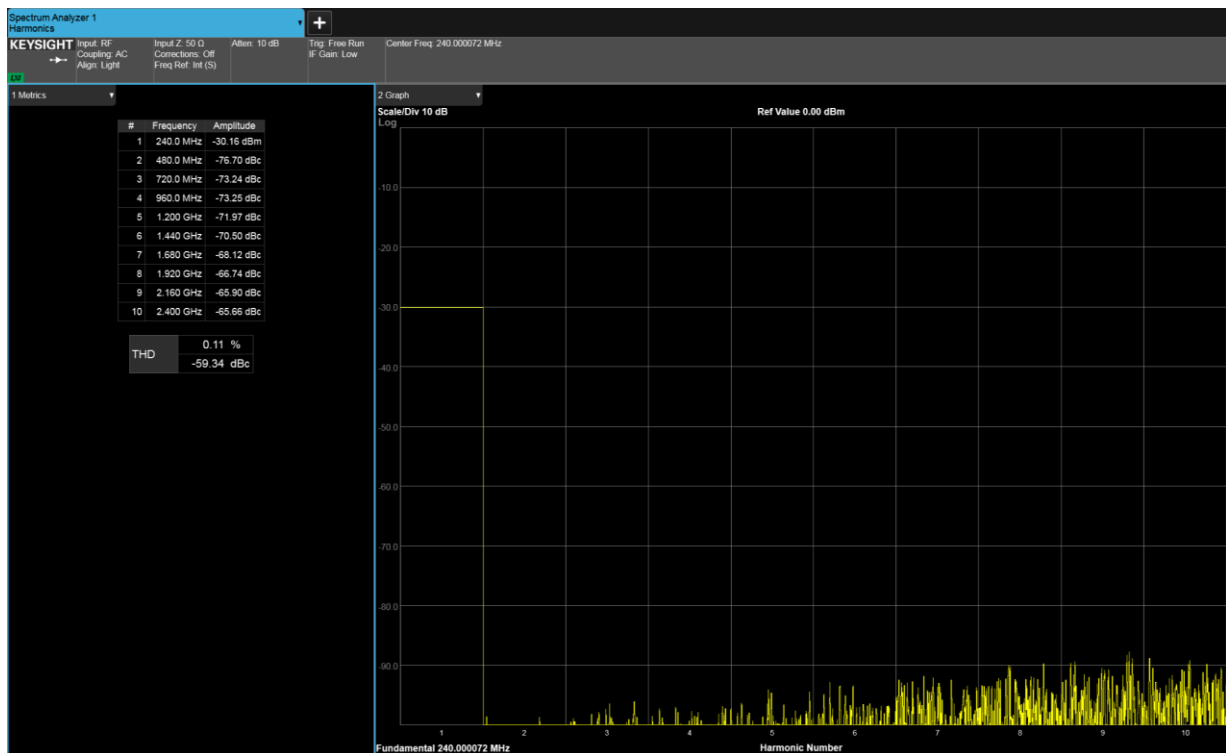 Spectrum Analyzer 1
Harmonics
+
KEYSIGHT
Input: RF
Coupling: AC
Align: Light
Input Z: 50 Ω
Corrections: Off
Freq Ref: Int (S)
Atten: 10 dB
Trig: Free Run
IF Gain: Low
Center Freq: 240.000072 MHz
LXI
1 Metrics
# Frequency Amplitude
1 240.0 MHz -30.16 dBm
2 480.0 MHz -76.70 dBc
3 720.0 MHz -73.24 dBc
4 960.0 MHz -73.25 dBc
5 1.200 GHz -71.97 dBc
6 1.440 GHz -70.50 dBc
7 1.680 GHz -68.12 dBc
8 1.920 GHz -66.74 dBc
9 2.160 GHz -65.90 dBc
10 2.400 GHz -65.66 dBc
THD
0.11 %
-59.34 dBc
2 Graph
Scale/Div 10 dB
Ref Value 0.00 dBm
Log
-10.0
-20.0
-30.0
-40.0
-50.0
-60.0
-70.0
-80.0
-90.0
1 2 3 4 5 6 7 8 9 10
Fundamental 240.000072 MHz
Harmonic Number